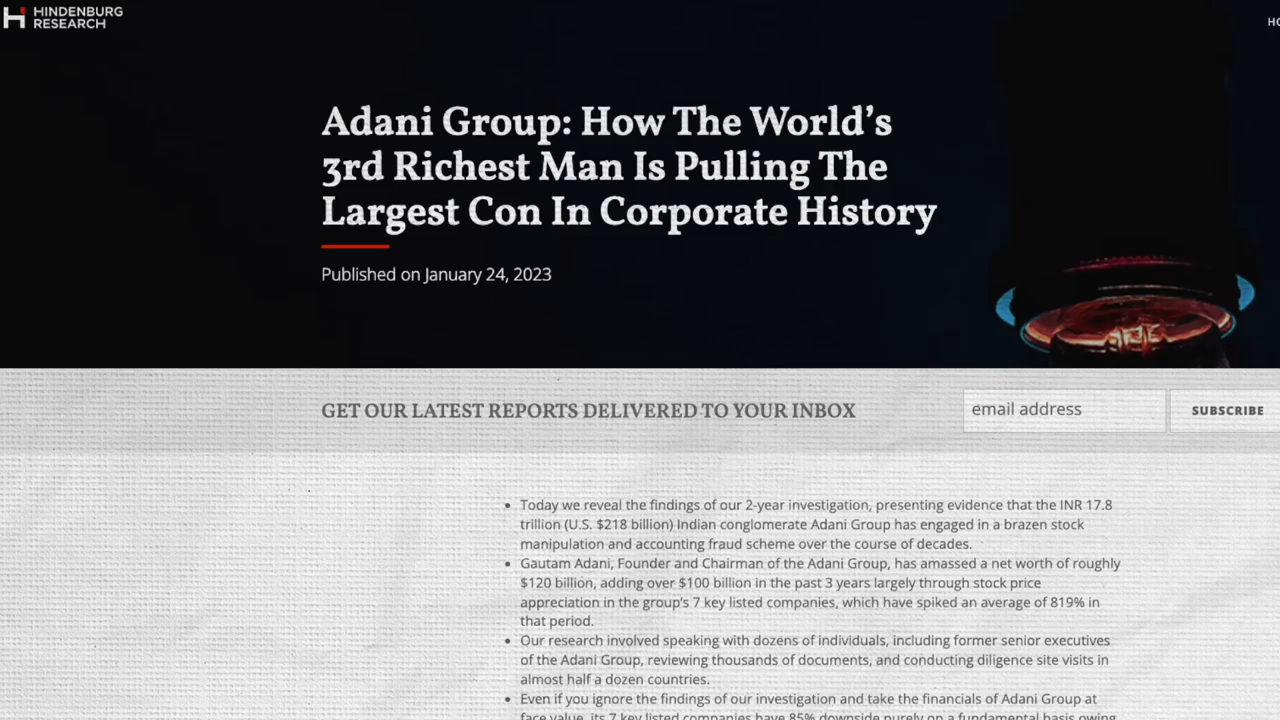 HINDENBURG
RESEARCH
HO
Adani Group: How The World's
3rd Richest Man Is Pulling The
Largest Con In Corporate History
Published on January 24, 2023
GET OUR LATEST REPORTS DELIVERED TO YOUR INBOX
email address
SUBSCRIBE
• Today we reveal the findings of our 2-year investigation, presenting evidence that the INR 17.8
trillion (U.S. $218 billion) Indian conglomerate Adani Group has engaged in a brazen stock
manipulation and accounting fraud scheme over the course of decades.
• Gautam Adani, Founder and Chairman of the Adani Group, has amassed a net worth of roughly
$120 billion, adding over $100 billion in the past 3 years largely through stock price
appreciation in the group's 7 key listed companies, which have spiked an average of 819% in
that period.
• Our research involved speaking with dozens of individuals, including former senior executives
of the Adani Group, reviewing thousands of documents, and conducting diligence site visits in
almost half a dozen countries.
• Even if you ignore the findings of our investigation and take the financials of Adani Group at
face value, its 7 key listed companies have 85% downside purely on a fundamental basis owing